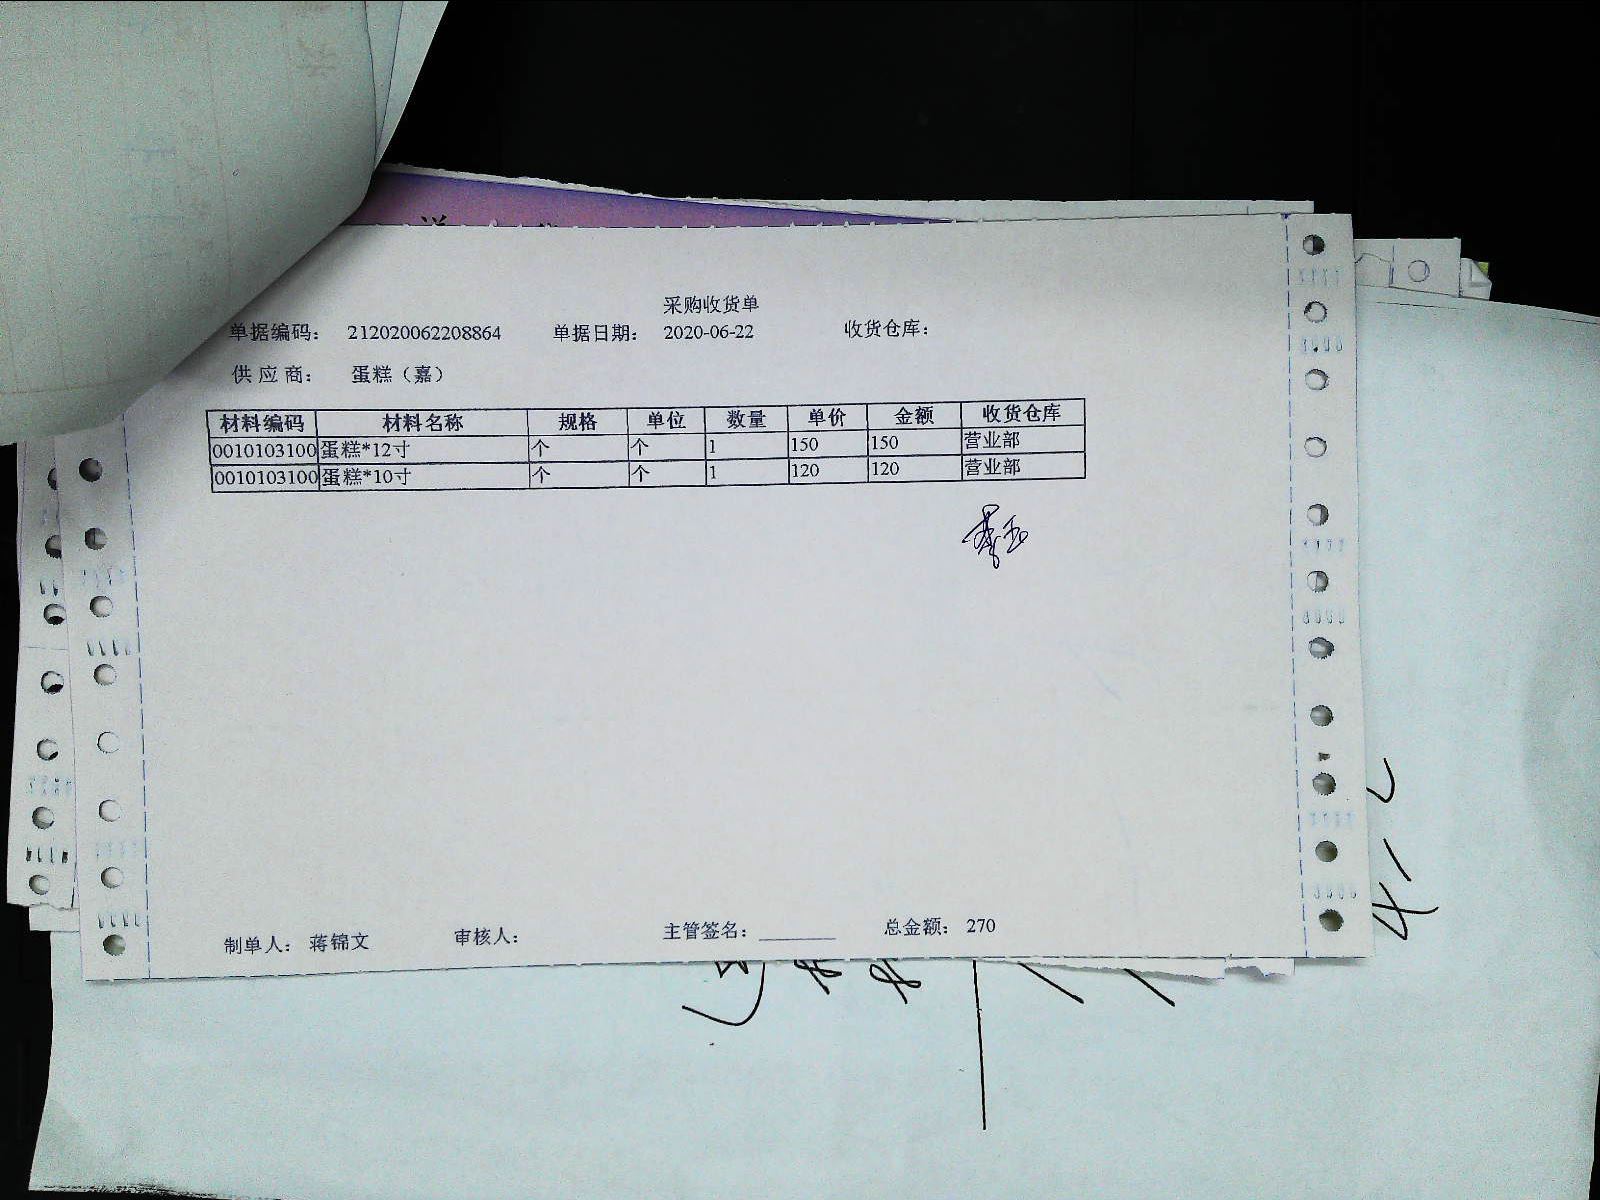 采购收货单
单据编码： 212020062208864 单据日期： 2020-06-22 收货仓库：
供 应 商： 蛋糕（嘉）
材料编码 材料名称 规格 单位 数量 单价 金额 收货仓库
0010103100 蛋糕*12寸 个 个 1 150 150 营业部
0010103100 蛋糕*10寸 个 个 1 120 120 营业部
制单人： 蒋锦文 审核人： 主管签名：________ 总金额： 270